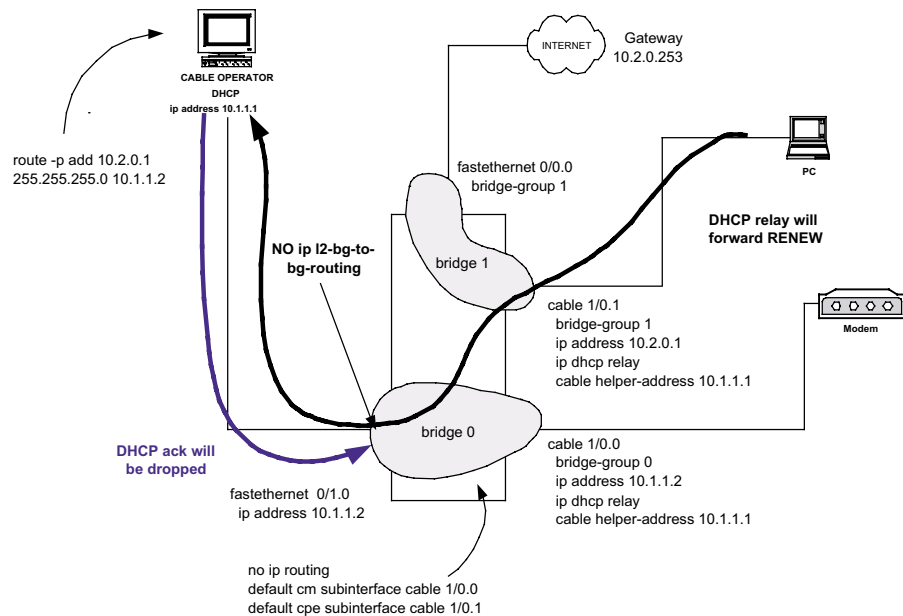 INTERNET
Gateway
10.2.0.253
CABLE OPERATOR
DHCP
ip address 10.1.1.1
route -p add 10.2.0.1
255.255.255.0 10.1.1.2
fastethernet 0/0.0
bridge-group 1
PC
DHCP relay will
forward RENEW
NO ip l2-bg-to-
bg-routing
bridge 1
cable 1/0.1
bridge-group 1
ip address 10.2.0.1
ip dhcp relay
cable helper-address 10.1.1.1
Modem
bridge 0
DHCP ack will
be dropped
cable 1/0.0
bridge-group 0
ip address 10.1.1.2
ip dhcp relay
cable helper-address 10.1.1.1
fastethernet 0/1.0
ip address 10.1.1.2
no ip routing
default cm subinterface cable 1/0.0
default cpe subinterface cable 1/0.1